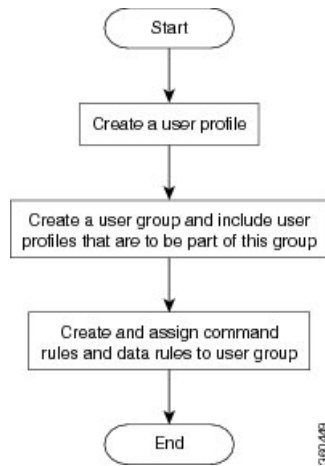 Start
Create a user profile
Create a user group and include user
profiles that are to be part of this group
Create and assign command
rules and data rules to user group
End